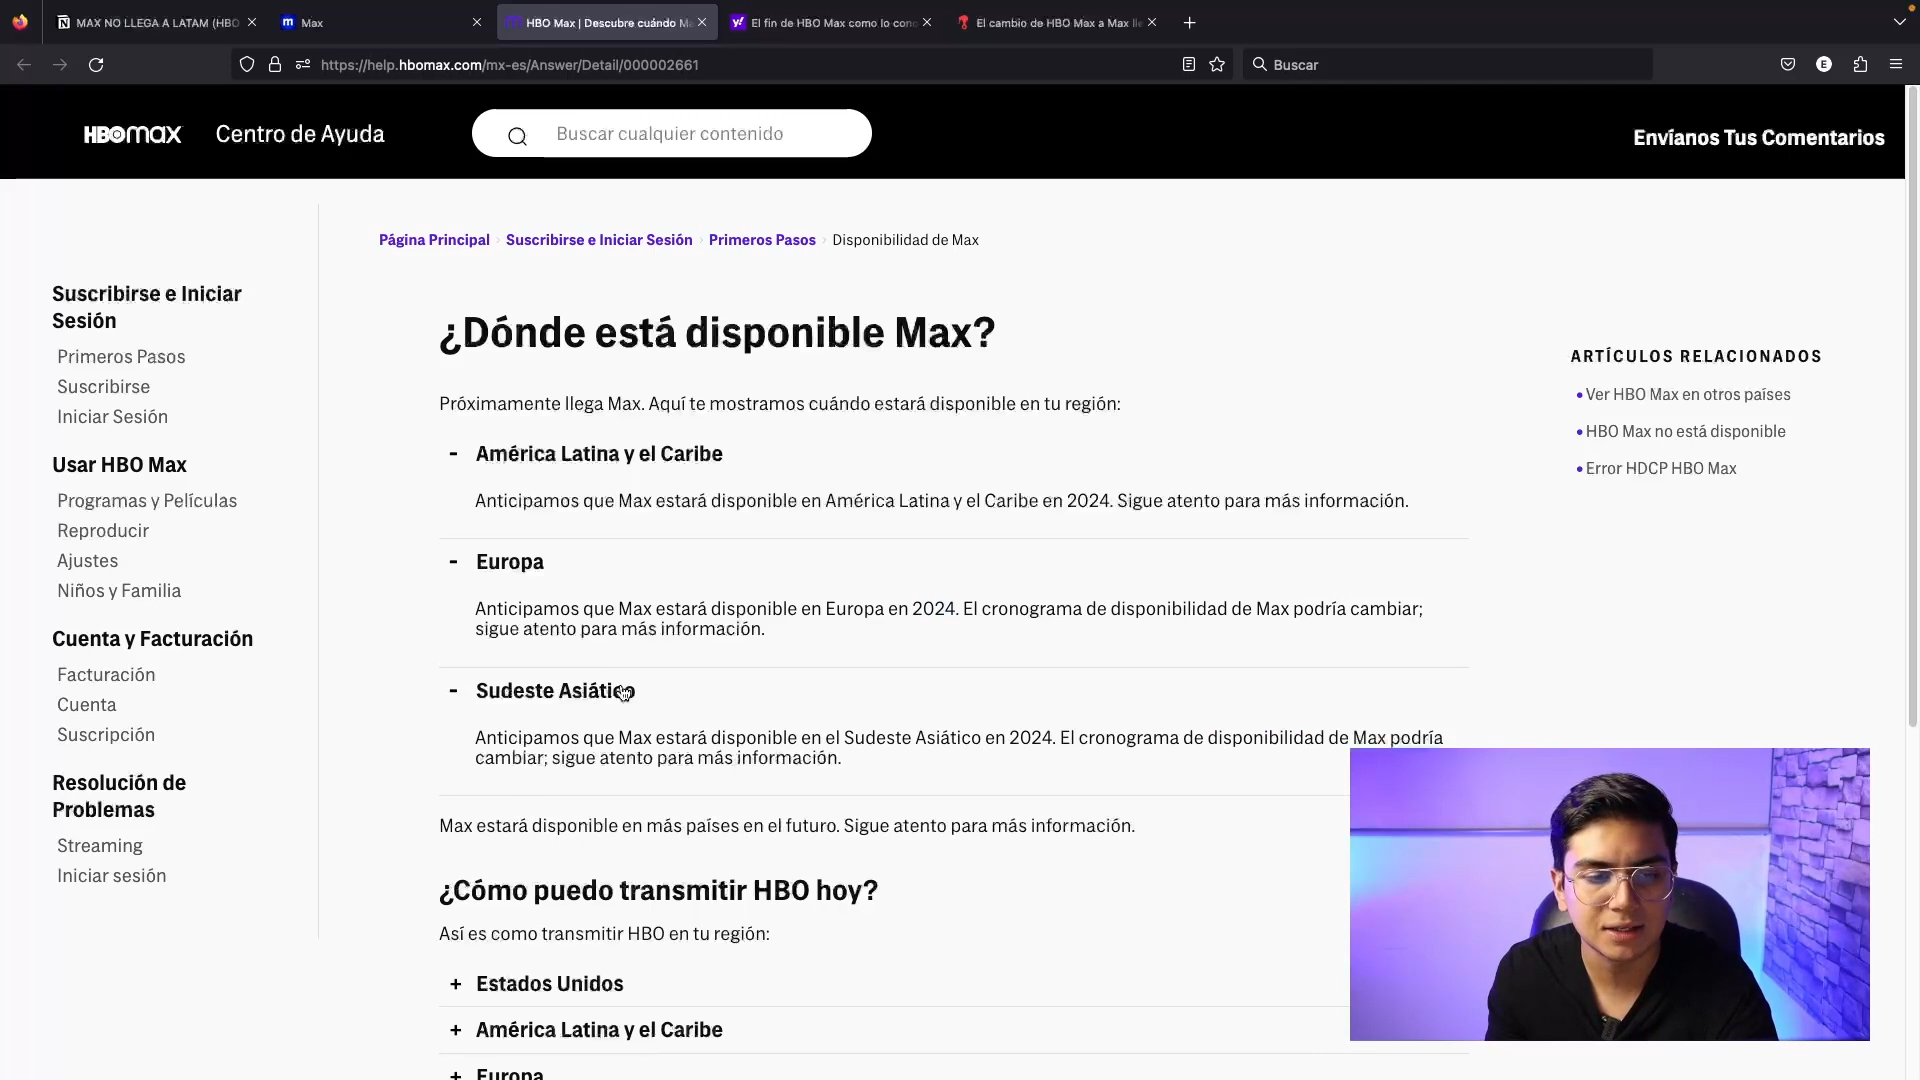 MAX NO LLEGA A LATAM (HBO
Max
HBO Max | Descubre cuándo Ma
El fin de HBO Max como lo cono
El cambio de HBO Max a Max lle
https://help.hbomax.com/mx-es/Answer/Detail/000002661
Buscar
HBOmax
Centro de Ayuda
Buscar cualquier contenido
Envíanos Tus Comentarios
Página Principal › Suscribirse e Iniciar Sesión › Primeros Pasos › Disponibilidad de Max
Suscribirse e Iniciar
Sesión
Primeros Pasos
Suscribirse
Iniciar Sesión
Usar HBO Max
Programas y Películas
Reproducir
Ajustes
Niños y Familia
Cuenta y Facturación
Facturación
Cuenta
Suscripción
Resolución de
Problemas
Streaming
Iniciar sesión
¿Dónde está disponible Max?
Próximamente llega Max. Aquí te mostramos cuándo estará disponible en tu región:
- América Latina y el Caribe
Anticipamos que Max estará disponible en América Latina y el Caribe en 2024. Sigue atento para más información.
- Europa
Anticipamos que Max estará disponible en Europa en 2024. El cronograma de disponibilidad de Max podría cambiar;
sigue atento para más información.
- Sudeste Asiático
Anticipamos que Max estará disponible en el Sudeste Asiático en 2024. El cronograma de disponibilidad de Max podría
cambiar; sigue atento para más información.
Max estará disponible en más países en el futuro. Sigue atento para más información.
¿Cómo puedo transmitir HBO hoy?
Así es como transmitir HBO en tu región:
+ Estados Unidos
+ América Latina y el Caribe
+ Europa
ARTÍCULOS RELACIONADOS
• Ver HBO Max en otros países
• HBO Max no está disponible
• Error HDCP HBO Max